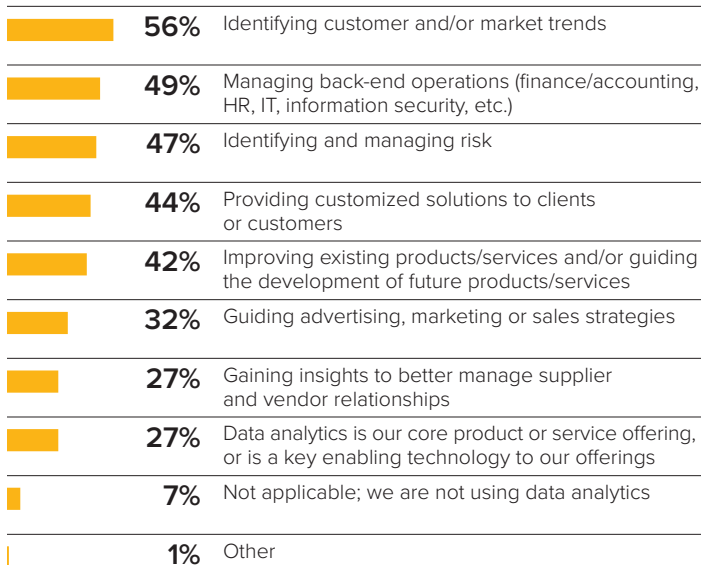 56% Identifying customer and/or market trends
49% Managing back-end operations (finance/accounting,
HR, IT, information security, etc.)
47% Identifying and managing risk
44% Providing customized solutions to clients
or customers
42% Improving existing products/services and/or guiding
the development of future products/services
32% Guiding advertising, marketing or sales strategies
27% Gaining insights to better manage supplier
and vendor relationships
27% Data analytics is our core product or service offering,
or is a key enabling technology to our offerings
7% Not applicable; we are not using data analytics
1% Other